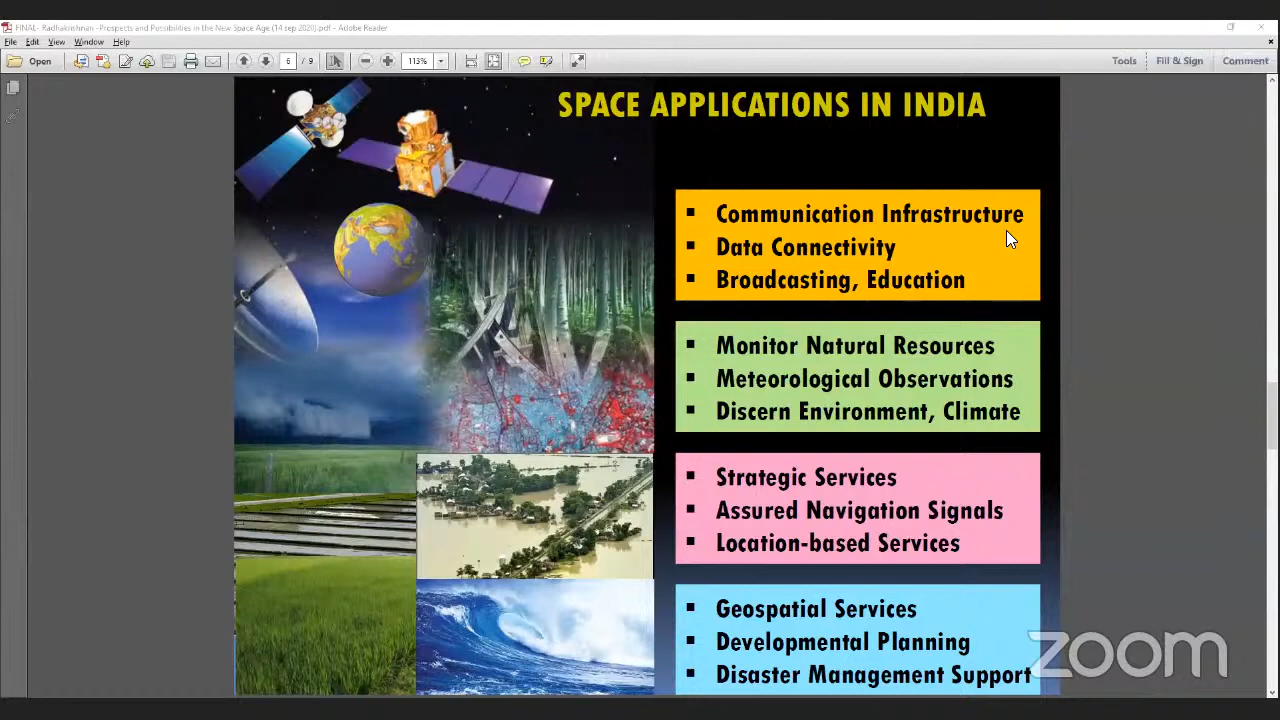 FINAL- Radhakrishnan -Prospects and Possibilities in the New Space Age (14 sep 2020).pdf - Adobe Reader
File Edit View Window Help
Open 6 / 9 113% Tools Fill & Sign Comment
SPACE APPLICATIONS IN INDIA
▪ Communication Infrastructure
▪ Data Connectivity
▪ Broadcasting, Education
▪ Monitor Natural Resources
▪ Meteorological Observations
▪ Discern Environment, Climate
▪ Strategic Services
▪ Assured Navigation Signals
▪ Location-based Services
▪ Geospatial Services
▪ Developmental Planning
▪ Disaster Management Support
zoom